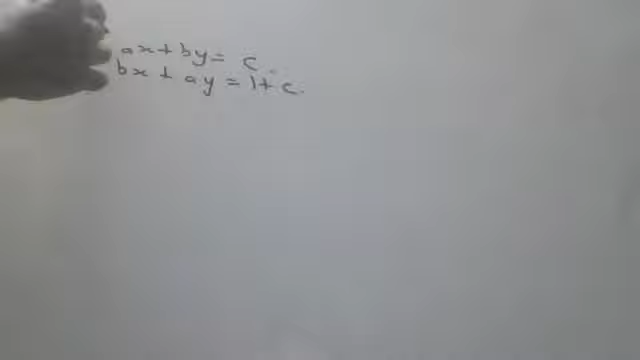 ax + by = c.
bx + ay = 1 + c.